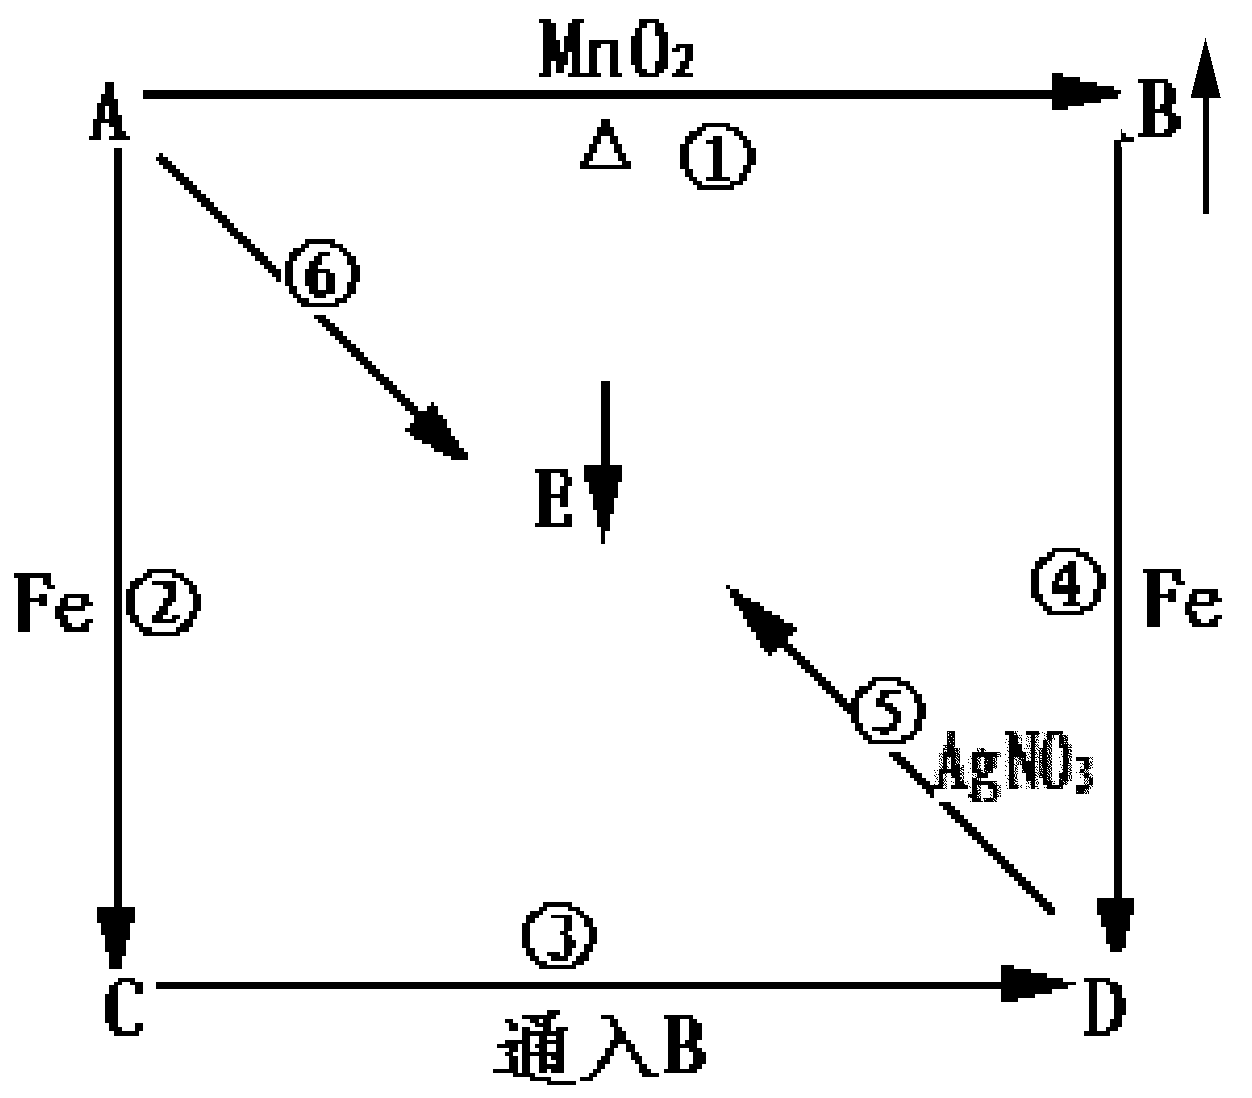 MnO₂
A
B
△ ①
⑥
E
Fe ②
④ Fe
⑤
AgNO₃
③
C
D
通入B